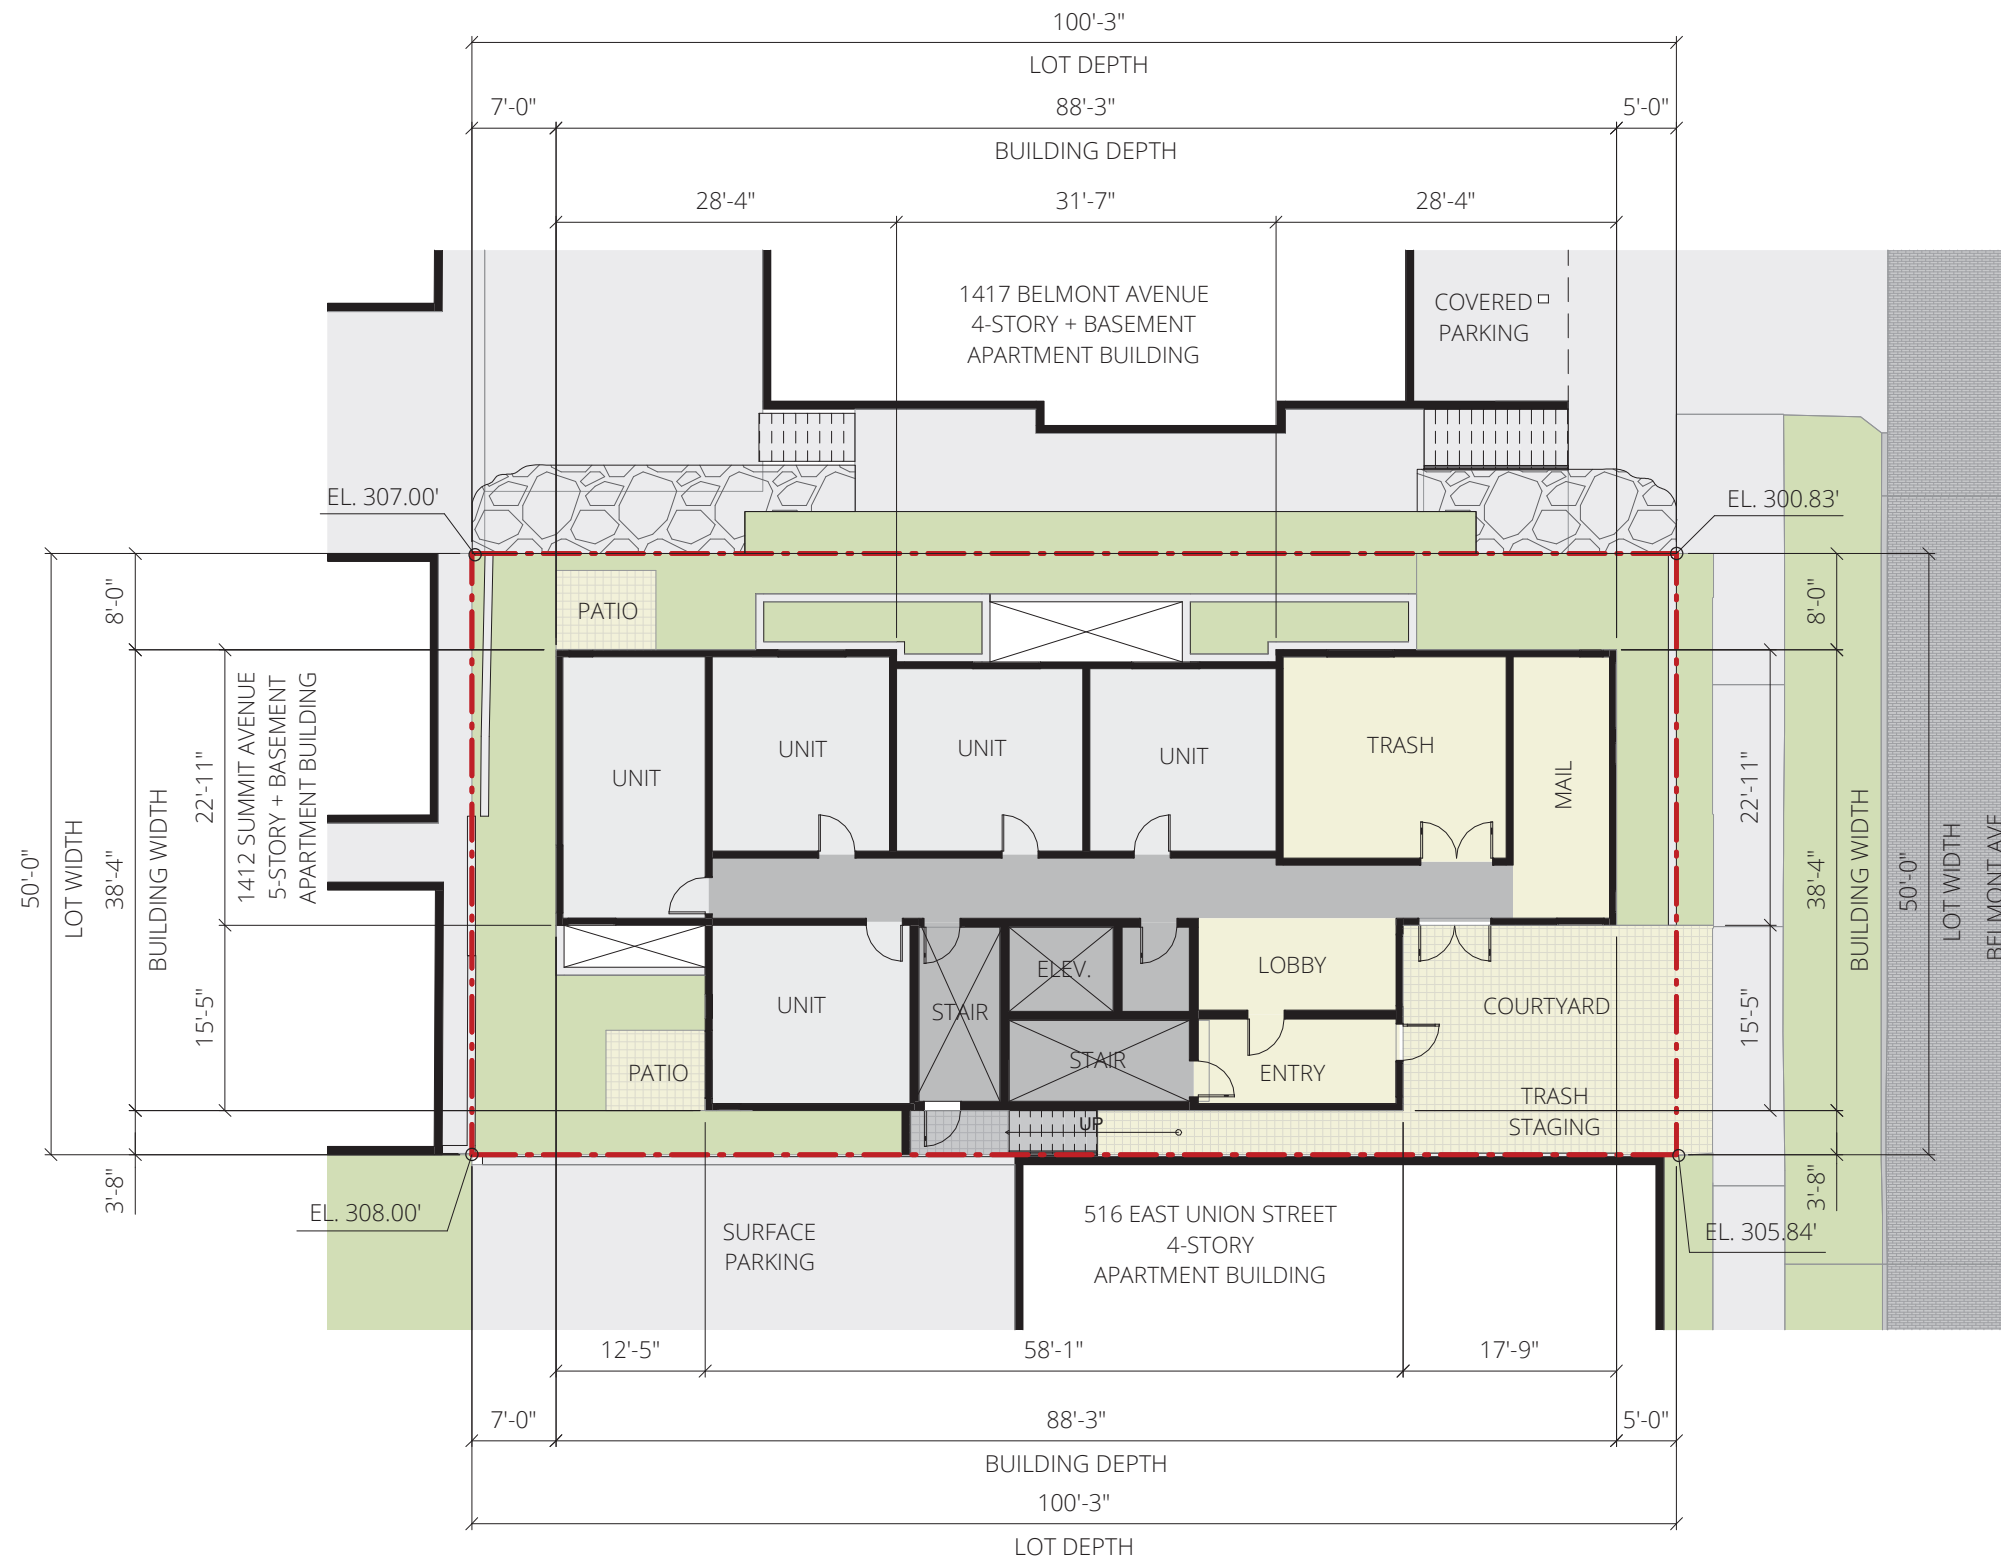 100'-3"
LOT DEPTH
7'-0"
88'-3"
5'-0"
BUILDING DEPTH
28'-4"
31'-7"
28'-4"
1417 BELMONT AVENUE
4-STORY + BASEMENT
APARTMENT BUILDING
COVERED
PARKING
EL. 307.00'
EL. 300.83'
8'-0"
PATIO
8'-0"
50'-0"
LOT WIDTH
38'-4"
BUILDING WIDTH
22'-11"
1412 SUMMIT AVENUE
5-STORY + BASEMENT
APARTMENT BUILDING
UNIT
UNIT
UNIT
UNIT
TRASH
MAIL
22'-11"
38'-4"
BUILDING WIDTH
50'-0"
LOT WIDTH
BELMONT AVE
15'-5"
UNIT
STAIR
ELEV.
LOBBY
COURTYARD
15'-5"
PATIO
STAIR
ENTRY
TRASH
STAGING
UP
3'-8"
3'-8"
EL. 308.00'
EL. 305.84'
SURFACE
PARKING
516 EAST UNION STREET
4-STORY
APARTMENT BUILDING
12'-5"
58'-1"
17'-9"
7'-0"
88'-3"
5'-0"
BUILDING DEPTH
100'-3"
LOT DEPTH